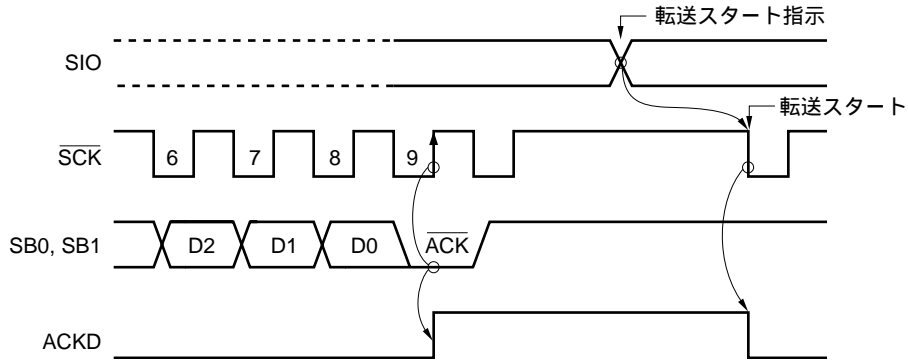 転送スタート指示
SIO
転送スタート
SCK
6 7 8 9
SB0, SB1
D2 D1 D0 ACK
ACKD